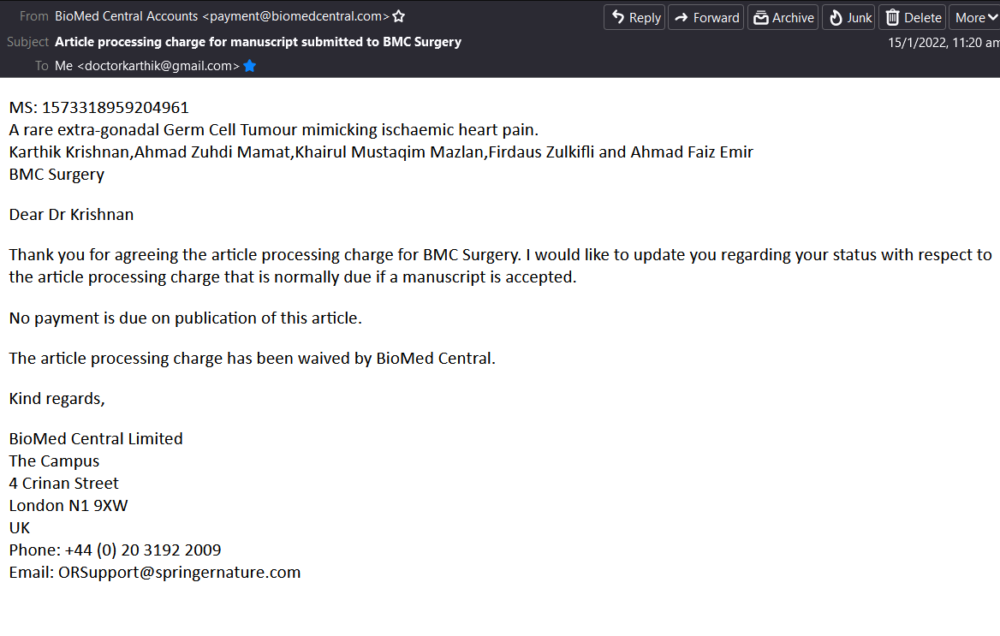 From BioMed Central Accounts <payment@biomedcentral.com>
Reply Forward Archive Junk Delete More
Subject Article processing charge for manuscript submitted to BMC Surgery
15/1/2022, 11:20 am
To Me <doctorkarthik@gmail.com>
MS: 1573318959204961
A rare extra-gonadal Germ Cell Tumour mimicking ischaemic heart pain.
Karthik Krishnan,Ahmad Zuhdi Mamat,Khairul Mustaqim Mazlan,Firdaus Zulkifli and Ahmad Faiz Emir
BMC Surgery
Dear Dr Krishnan
Thank you for agreeing the article processing charge for BMC Surgery. I would like to update you regarding your status with respect to
the article processing charge that is normally due if a manuscript is accepted.
No payment is due on publication of this article.
The article processing charge has been waived by BioMed Central.
Kind regards,
BioMed Central Limited
The Campus
4 Crinan Street
London N1 9XW
UK
Phone: +44 (0) 20 3192 2009
Email: ORSupport@springernature.com